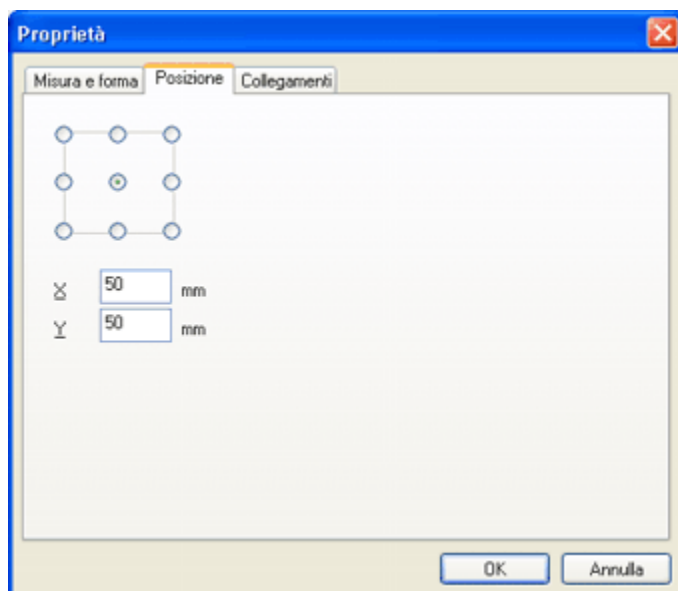 Proprietà
Misura e forma Posizione Collegamenti
X 50 mm
Y 50 mm
OK Annulla